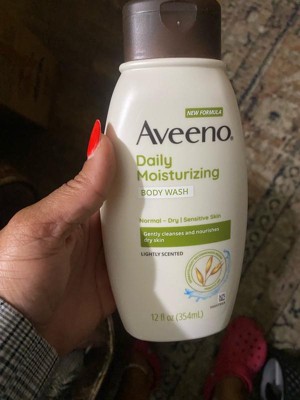 NEW FORMULA
Aveeno®
Daily
Moisturizing
BODY WASH
Normal - Dry | Sensitive Skin
Gently cleanses and nourishes
dry skin
LIGHTLY SCENTED
12 fl oz (354mL)